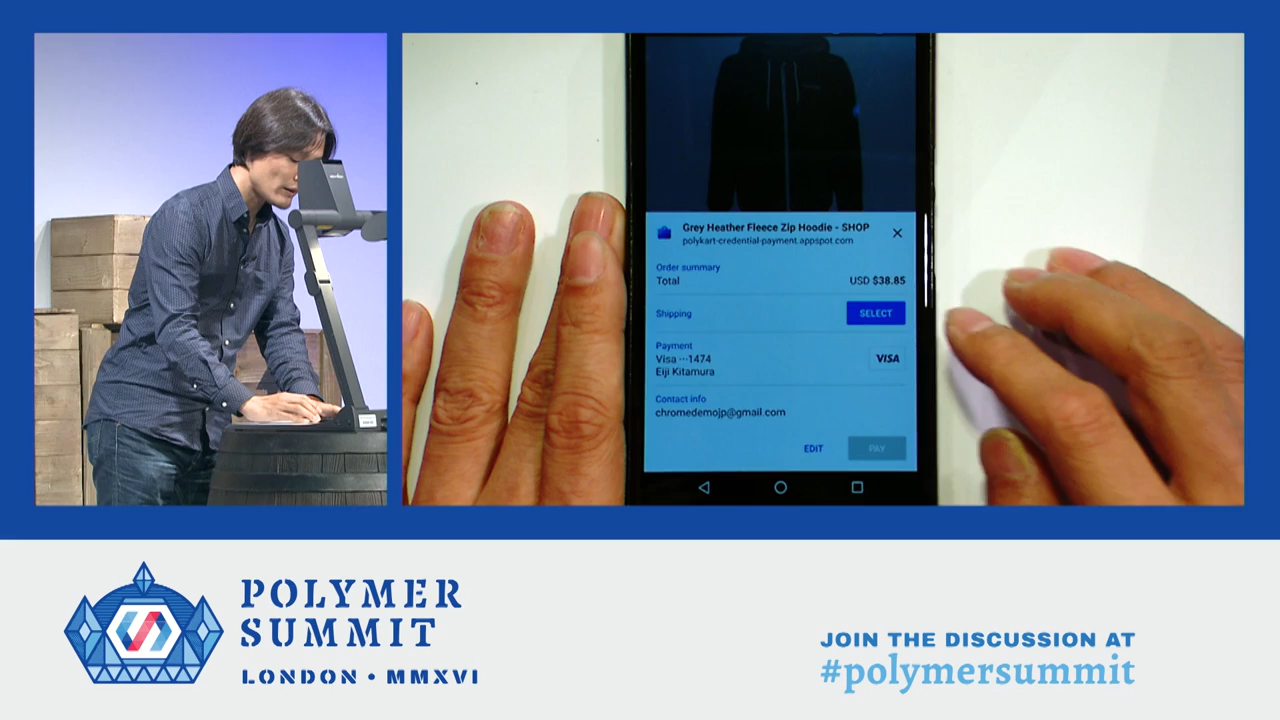 Grey Heather Fleece Zip Hoodie - SHOP
polykart-credential-payment.appspot.com
Order summary
Total USD $38.85
Shipping SELECT
Payment
Visa ···1474
VISA
Eiji Kitamura
Contact info
chromedemojp@gmail.com
EDIT PAY
POLYMER
SUMMIT
LONDON • MMXVI
JOIN THE DISCUSSION AT
#polymersummit